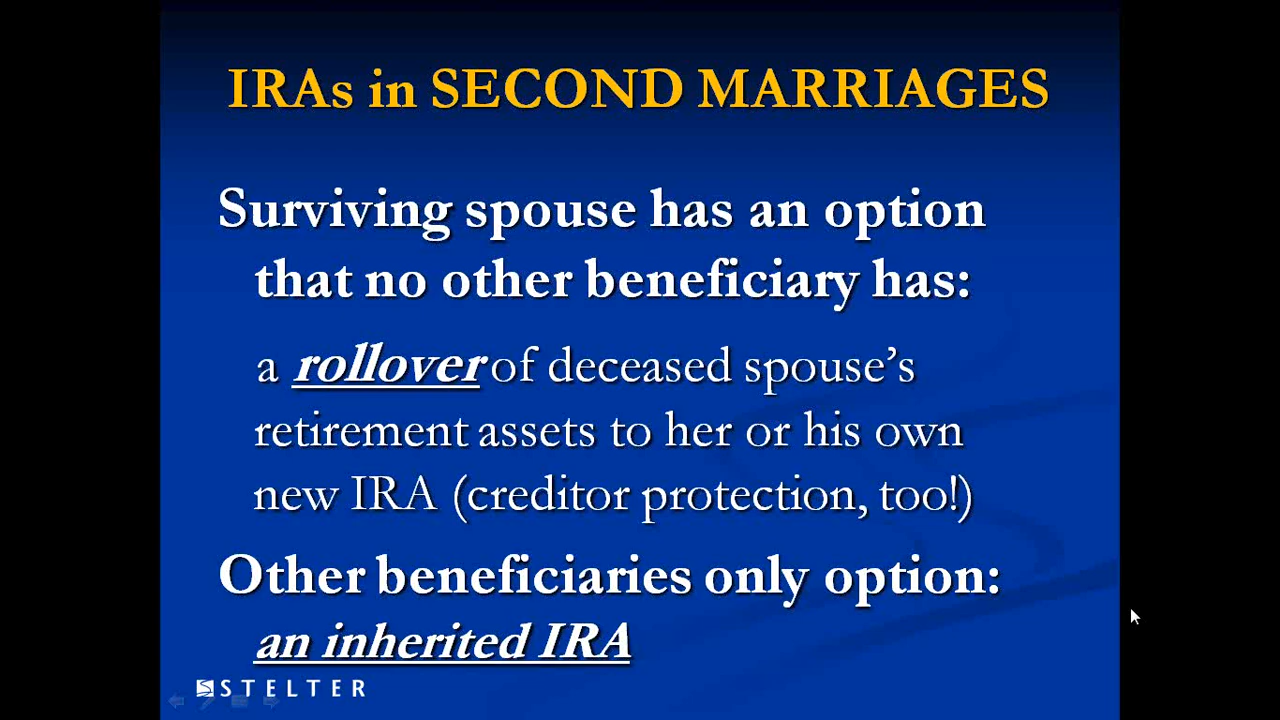 IRAs in SECOND MARRIAGES
Surviving spouse has an option
that no other beneficiary has:
a rollover of deceased spouse’s
retirement assets to her or his own
new IRA (creditor protection, too!)
Other beneficiaries only option:
an inherited IRA
STELTER